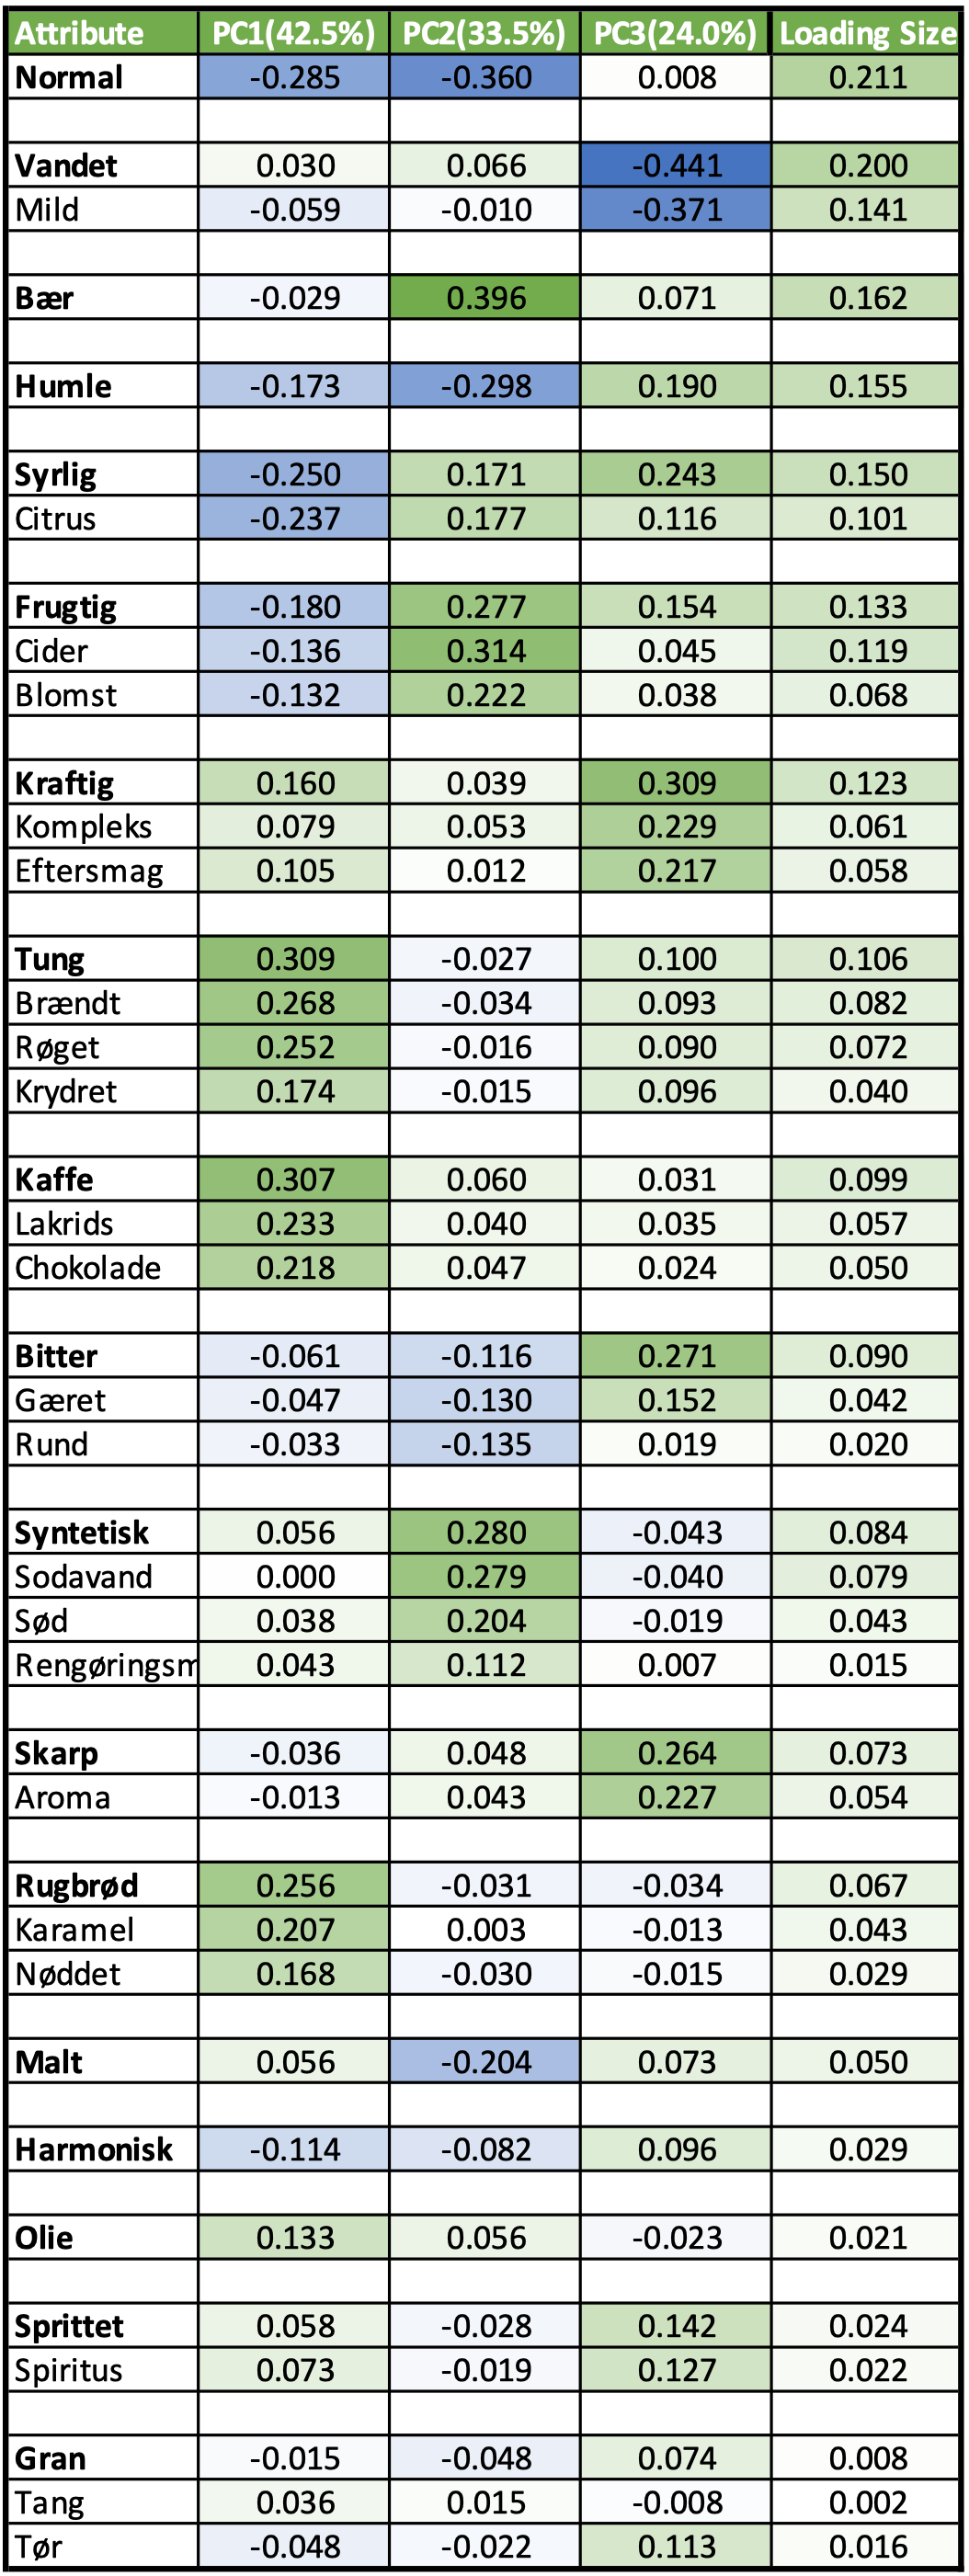 Attribute PC1(42.5%) PC2(33.5%) PC3(24.0%) Loading Size
Normal -0.285 -0.360 0.008 0.211
Vandet 0.030 0.066 -0.441 0.200
Mild -0.059 -0.010 -0.371 0.141
Bær -0.029 0.396 0.071 0.162
Humle -0.173 -0.298 0.190 0.155
Syrlig -0.250 0.171 0.243 0.150
Citrus -0.237 0.177 0.116 0.101
Frugtig -0.180 0.277 0.154 0.133
Cider -0.136 0.314 0.045 0.119
Blomst -0.132 0.222 0.038 0.068
Kraftig 0.160 0.039 0.309 0.123
Kompleks 0.079 0.053 0.229 0.061
Eftersmag 0.105 0.012 0.217 0.058
Tung 0.309 -0.027 0.100 0.106
Brændt 0.268 -0.034 0.093 0.082
Røget 0.252 -0.016 0.090 0.072
Krydret 0.174 -0.015 0.096 0.040
Kaffe 0.307 0.060 0.031 0.099
Lakrids 0.233 0.040 0.035 0.057
Chokolade 0.218 0.047 0.024 0.050
Bitter -0.061 -0.116 0.271 0.090
Gæret -0.047 -0.130 0.152 0.042
Rund -0.033 -0.135 0.019 0.020
Syntetisk 0.056 0.280 -0.043 0.084
Sodavand 0.000 0.279 -0.040 0.079
Sød 0.038 0.204 -0.019 0.043
Rengøringsm 0.043 0.112 0.007 0.015
Skarp -0.036 0.048 0.264 0.073
Aroma -0.013 0.043 0.227 0.054
Rugbrød 0.256 -0.031 -0.034 0.067
Karamel 0.207 0.003 -0.013 0.043
Nøddet 0.168 -0.030 -0.015 0.029
Malt 0.056 -0.204 0.073 0.050
Harmonisk -0.114 -0.082 0.096 0.029
Olie 0.133 0.056 -0.023 0.021
Sprittet 0.058 -0.028 0.142 0.024
Spiritus 0.073 -0.019 0.127 0.022
Gran -0.015 -0.048 0.074 0.008
Tang 0.036 0.015 -0.008 0.002
Tør -0.048 -0.022 0.113 0.016